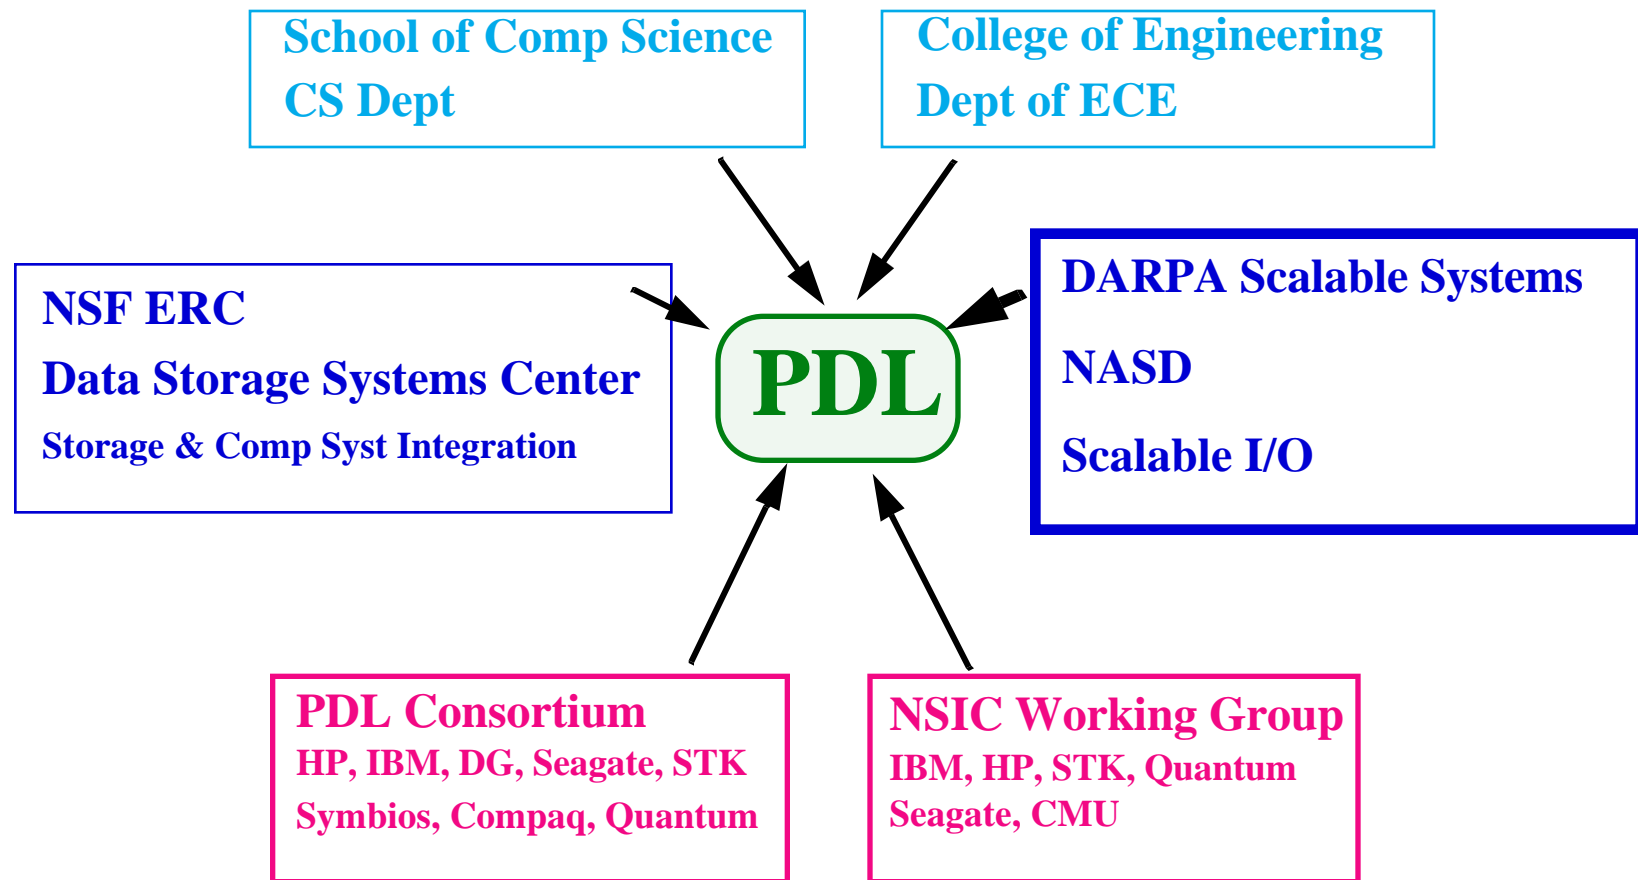 School of Comp Science
CS Dept
College of Engineering
Dept of ECE
NSF ERC
Data Storage Systems Center
Storage & Comp Syst Integration
PDL
DARPA Scalable Systems
NASD
Scalable I/O
PDL Consortium
HP, IBM, DG, Seagate, STK
Symbios, Compaq, Quantum
NSIC Working Group
IBM, HP, STK, Quantum
Seagate, CMU